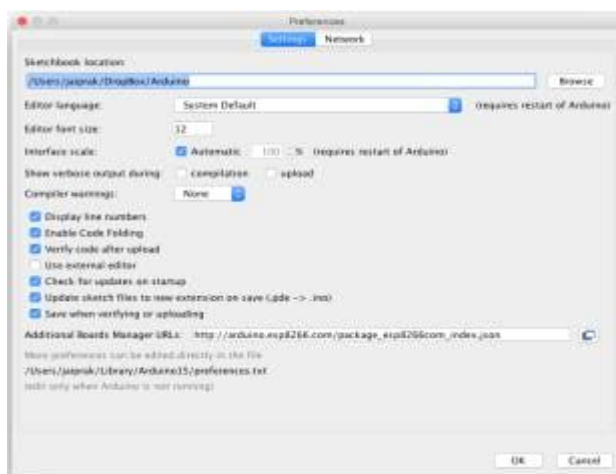 Preferences
Settings Network
Sketchbook location:
/Users/jaiprak/DropBox/Arduino Browse
Editor language: System Default (requires restart of Arduino)
Editor font size: 12
Interface scale: Automatic 100 % (requires restart of Arduino)
Show verbose output during: compilation upload
Compiler warnings: None
Display line numbers
Enable Code Folding
Verify code after upload
Use external editor
Check for updates on startup
Update sketch files to new extension on save (.pde -> .ino)
Save when verifying or uploading
Additional Boards Manager URLs: http://arduino.esp8266.com/package_esp8266com_index.json
More preferences can be edited directly in the file
/Users/jaiprak/Library/Arduino15/preferences.txt
(edit only when Arduino is not running)
OK Cancel